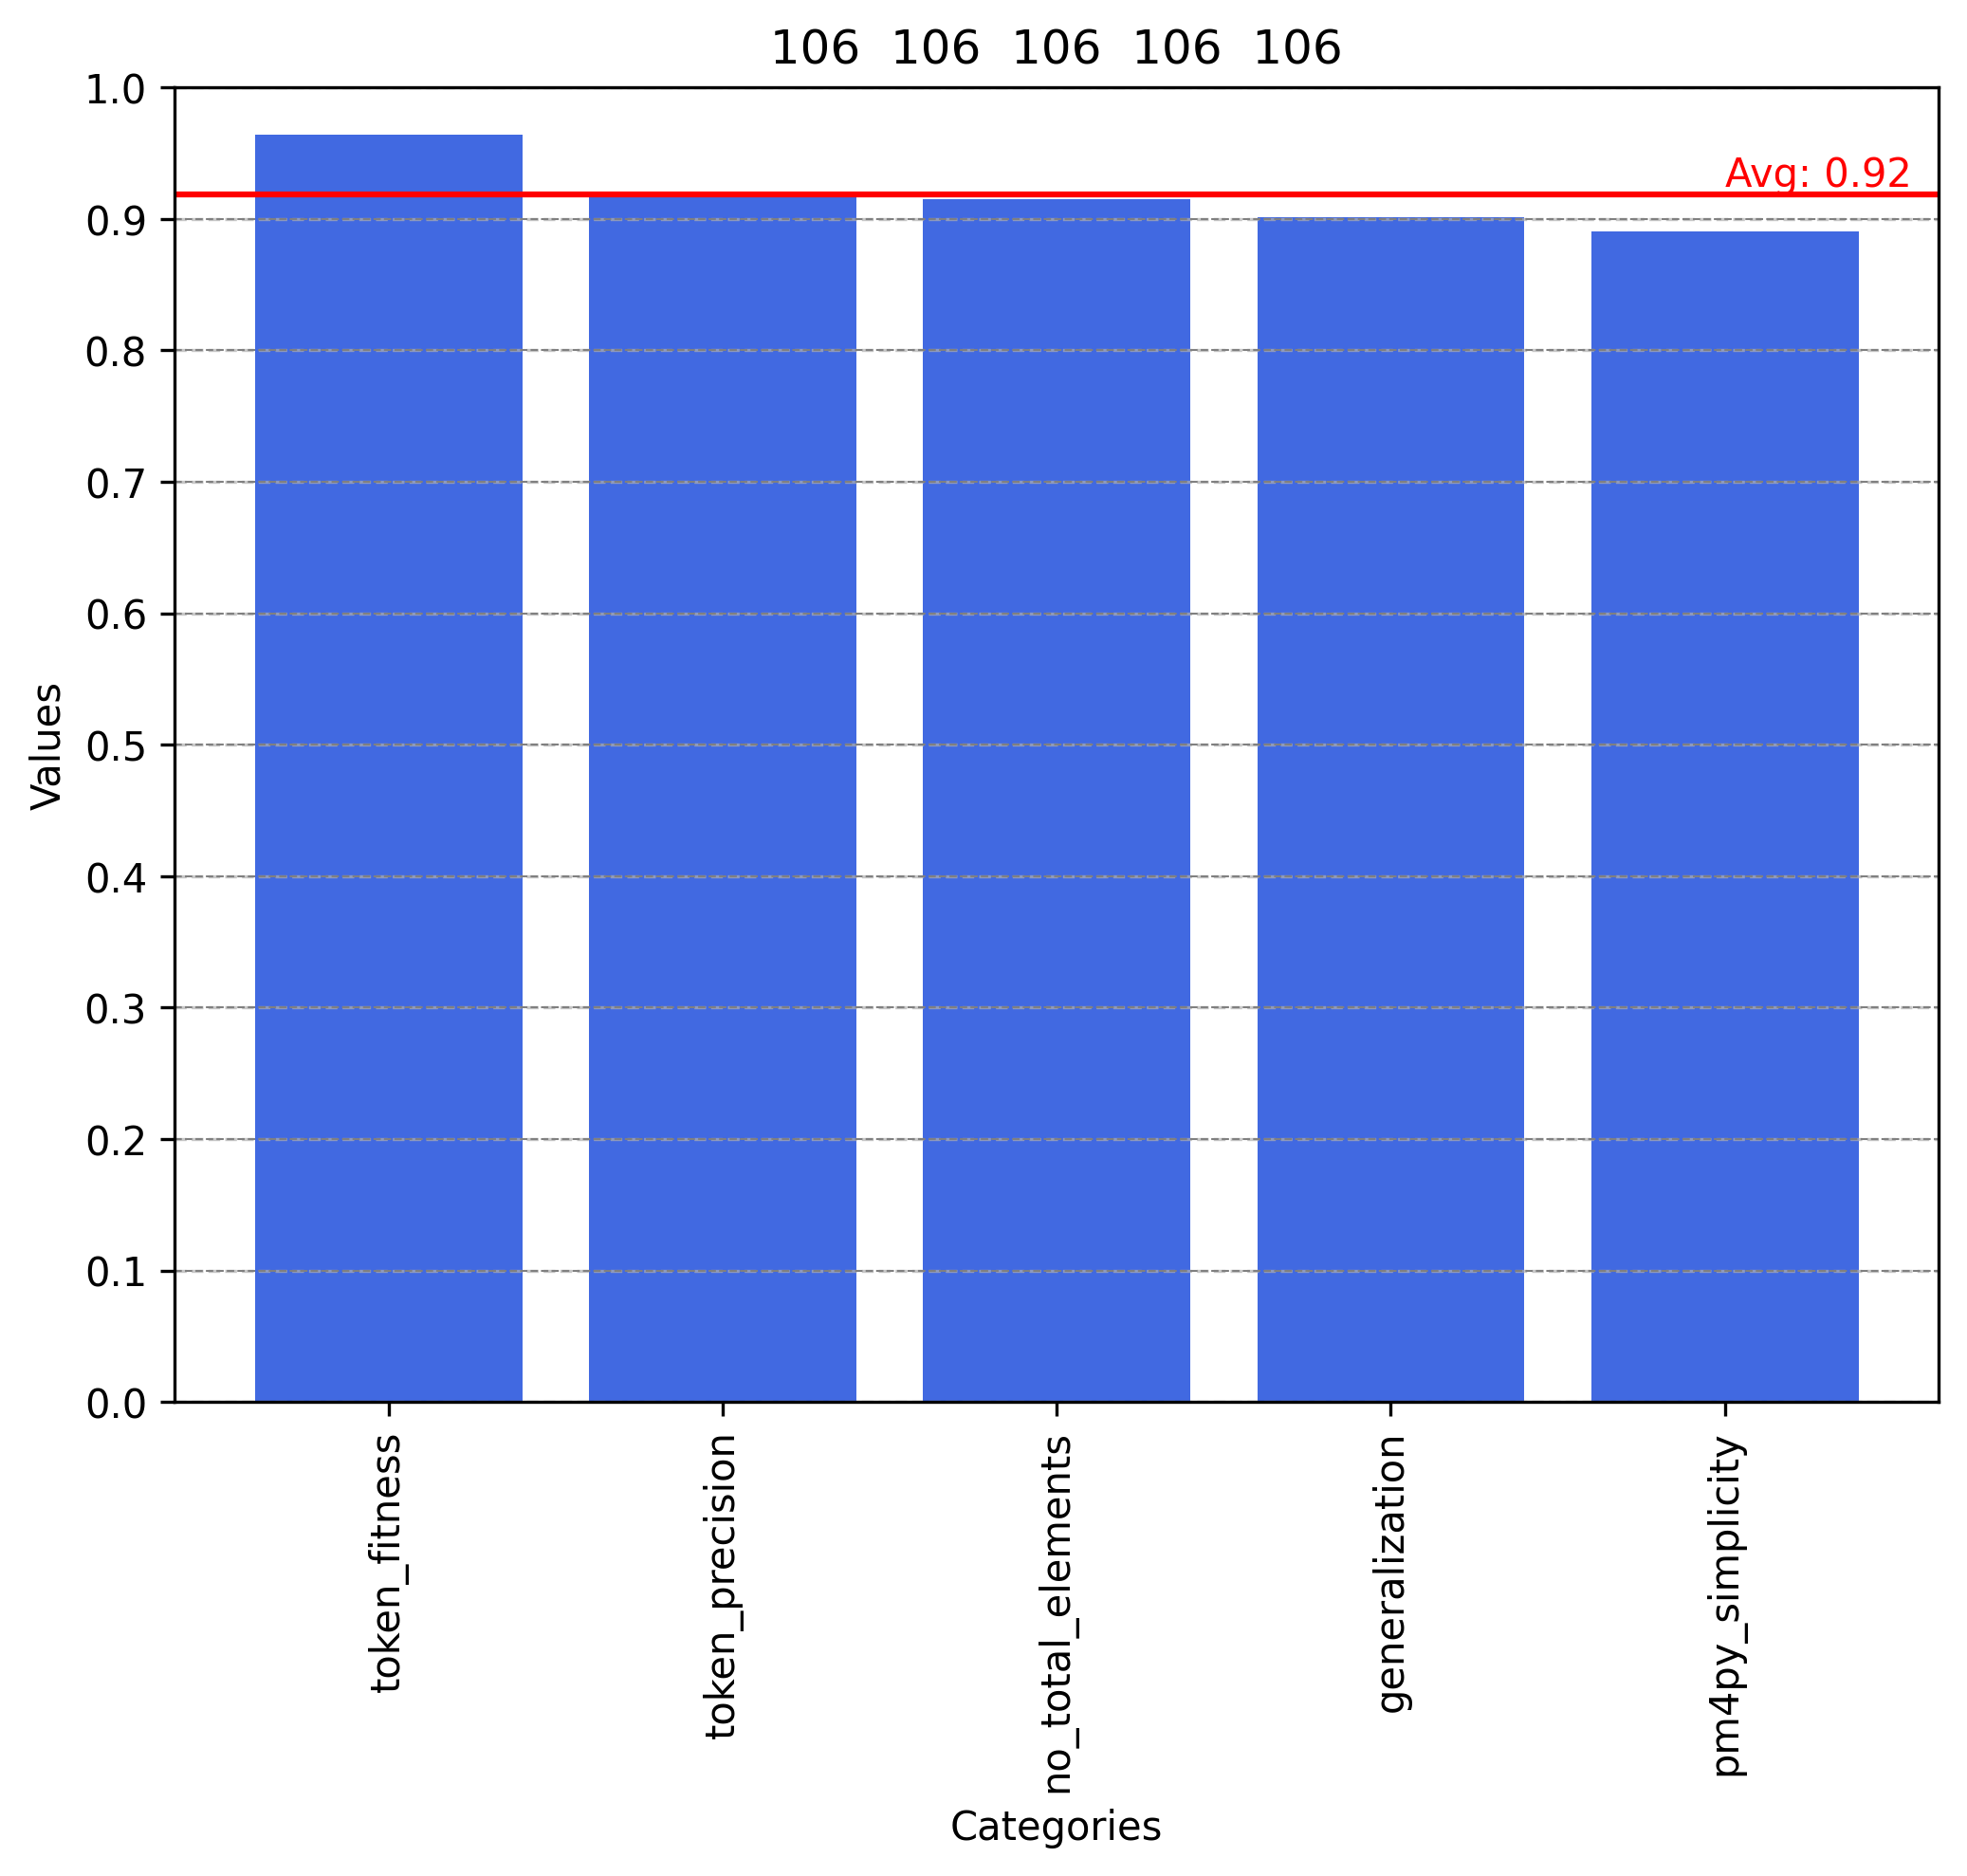 106  106  106  106  106
1.0
0.9
0.8
0.7
0.6
0.5
0.4
0.3
0.2
0.1
0.0
Avg: 0.92
Values
token_fitness
token_precision
no_total_elements
generalization
pm4py_simplicity
Categories